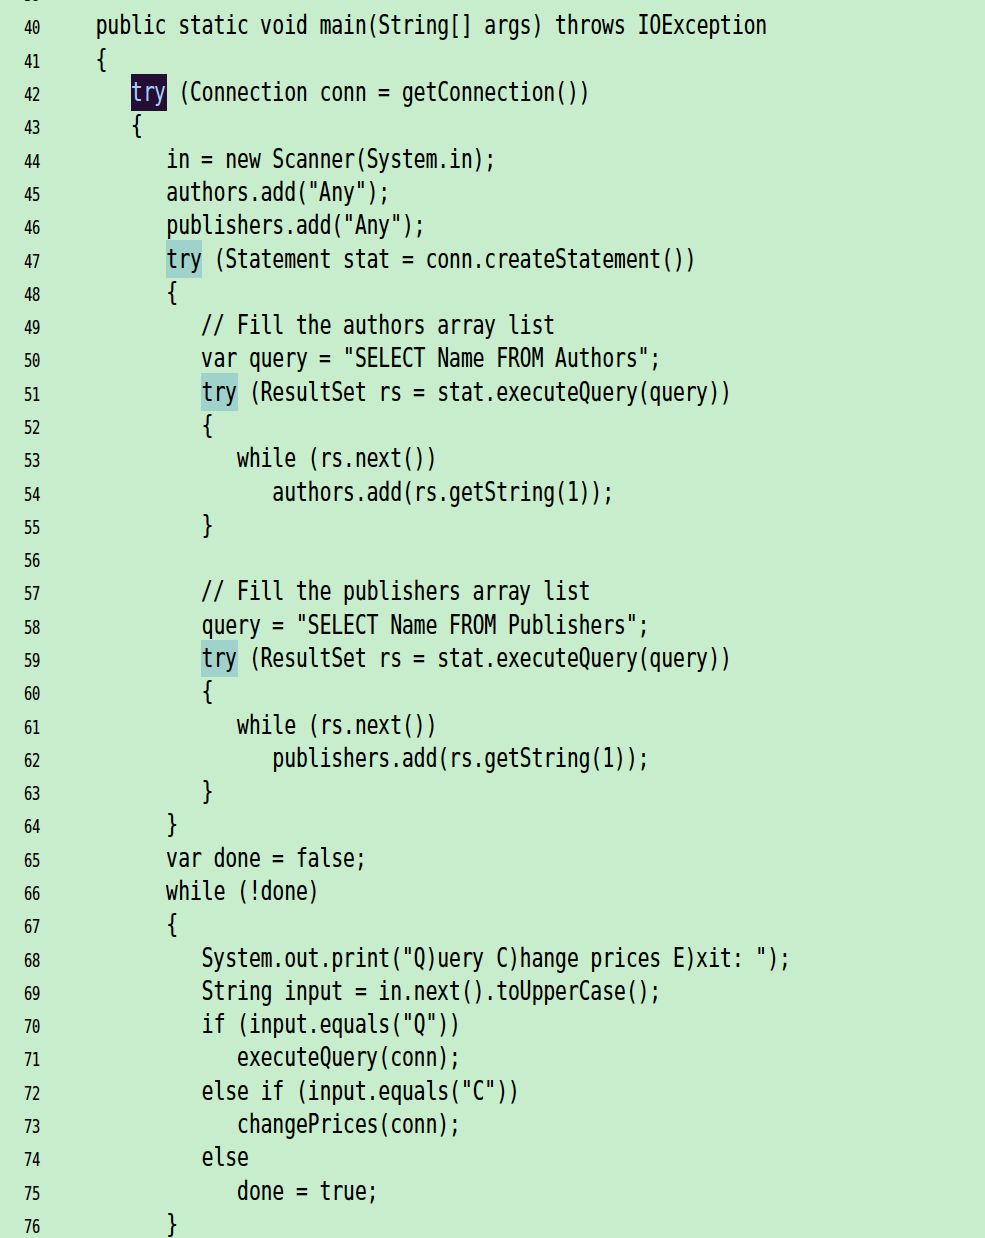 40 public static void main(String[] args) throws IOException
41 {
42 try (Connection conn = getConnection())
43 {
44 in = new Scanner(System.in);
45 authors.add("Any");
46 publishers.add("Any");
47 try (Statement stat = conn.createStatement())
48 {
49 // Fill the authors array list
50 var query = "SELECT Name FROM Authors";
51 try (ResultSet rs = stat.executeQuery(query))
52 {
53 while (rs.next())
54 authors.add(rs.getString(1));
55 }
56
57 // Fill the publishers array list
58 query = "SELECT Name FROM Publishers";
59 try (ResultSet rs = stat.executeQuery(query))
60 {
61 while (rs.next())
62 publishers.add(rs.getString(1));
63 }
64 }
65 var done = false;
66 while (!done)
67 {
68 System.out.print("Q)uery C)hange prices E)xit: ");
69 String input = in.next().toUpperCase();
70 if (input.equals("Q"))
71 executeQuery(conn);
72 else if (input.equals("C"))
73 changePrices(conn);
74 else
75 done = true;
76 }